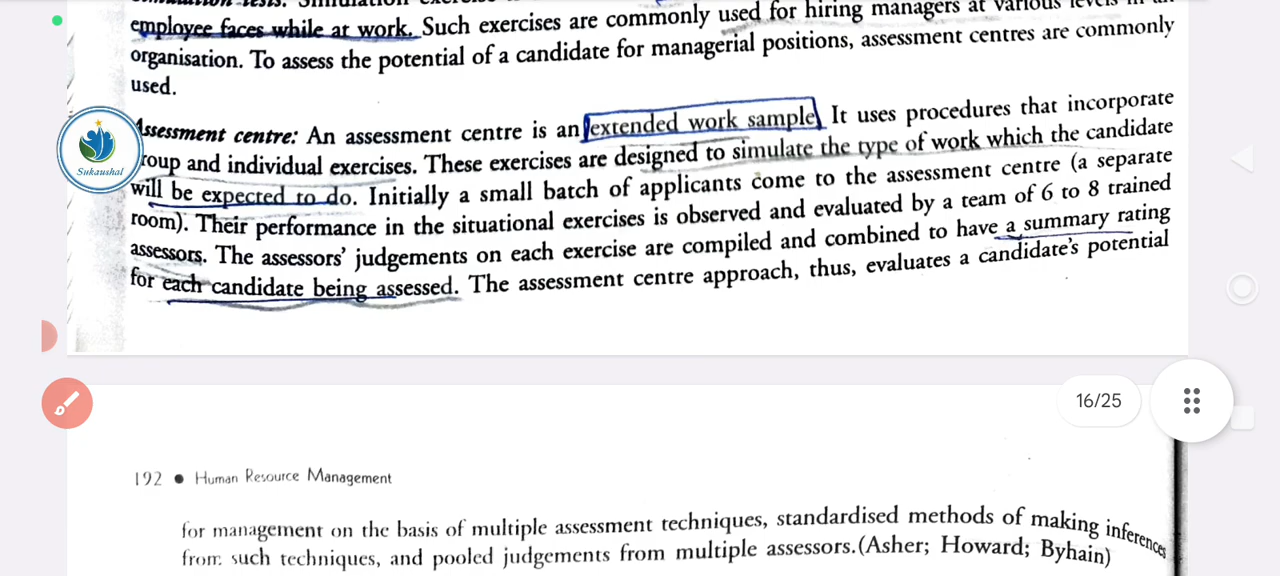 employee faces while at work. Such exercises are commonly used for hiring managers at various levels in
organisation. To assess the potential of a candidate for managerial positions, assessment centres are commonly
used.
Assessment centre: An assessment centre is an extended work sample. It uses procedures that incorporate
roup and individual exercises. These exercises are designed to simulate the type of work which the candidate
will be expected to do. Initially a small batch of applicants come to the assessment centre (a separate
room). Their performance in the situational exercises is observed and evaluated by a team of 6 to 8 trained
assessors. The assessors' judgements on each exercise are compiled and combined to have a summary rating
for each candidate being assessed. The assessment centre approach, thus, evaluates a candidate's potential
Sukaushal
16/25
192 ● Human Resource Management
for management on the basis of multiple assessment techniques, standardised methods of making inferences
from such techniques, and pooled judgements from multiple assessors.(Asher; Howard; Byhain)